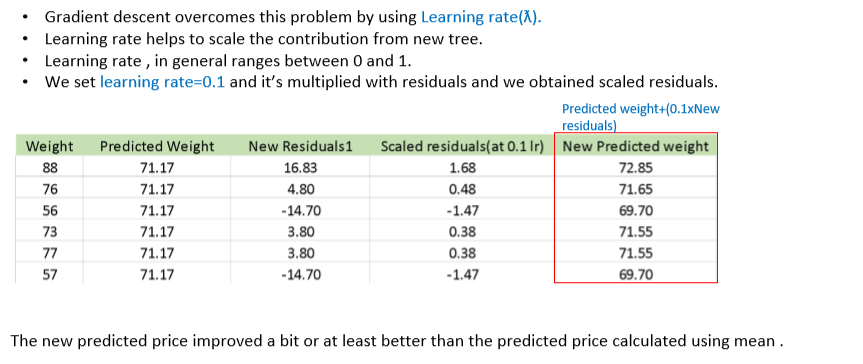 • Gradient descent overcomes this problem by using Learning rate(ƛ).
• Learning rate helps to scale the contribution from new tree.
• Learning rate , in general ranges between 0 and 1.
• We set learning rate=0.1 and it's multiplied with residuals and we obtained scaled residuals.
Predicted weight+(0.1xNew
residuals)
Weight Predicted Weight New Residuals1 Scaled residuals(at 0.1 lr) New Predicted weight
88 71.17 16.83 1.68 72.85
76 71.17 4.80 0.48 71.65
56 71.17 -14.70 -1.47 69.70
73 71.17 3.80 0.38 71.55
77 71.17 3.80 0.38 71.55
57 71.17 -14.70 -1.47 69.70
The new predicted price improved a bit or at least better than the predicted price calculated using mean .